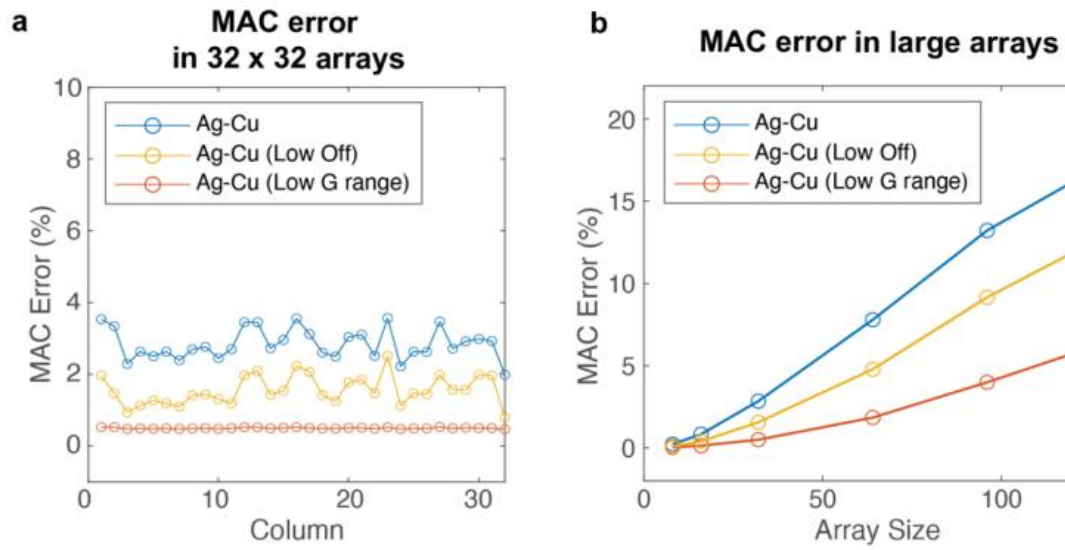 a
MAC error
in 32 x 32 arrays
10
8
6
4
2
0
MAC Error (%)
Ag-Cu
Ag-Cu (Low Off)
Ag-Cu (Low G range)
0
10
20
30
Column
b
MAC error in large arrays
20
15
10
5
0
MAC Error (%)
Ag-Cu
Ag-Cu (Low Off)
Ag-Cu (Low G range)
0
50
100
Array Size